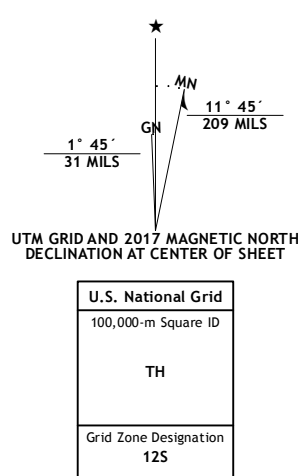 MN
11° 45´
209 MILS
GN
1° 45´
31 MILS
UTM GRID AND 2017 MAGNETIC NORTH
DECLINATION AT CENTER OF SHEET
U.S. National Grid
100,000-m Square ID
TH
Grid Zone Designation
12S